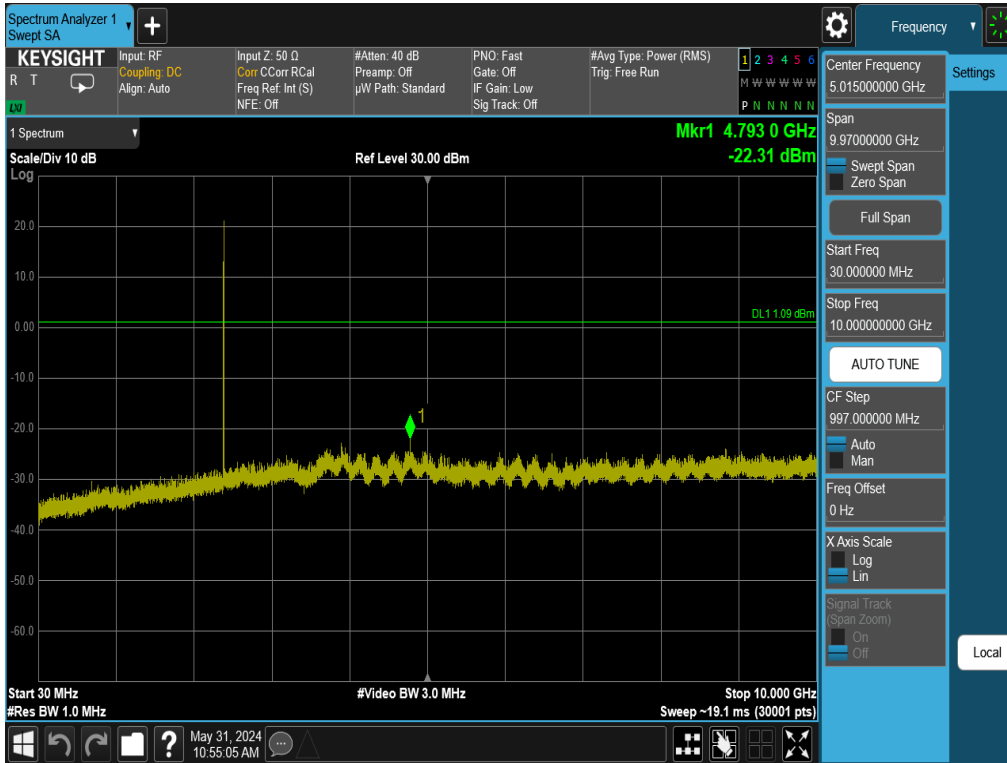 Spectrum Analyzer 1
Swept SA
+
Frequency
KEYSIGHT
R T
LXI
Input: RF
Coupling: DC
Align: Auto
Input Z: 50 Ω
Corr CCorr RCal
Freq Ref: Int (S)
NFE: Off
#Atten: 40 dB
Preamp: Off
µW Path: Standard
PNO: Fast
Gate: Off
IF Gain: Low
Sig Track: Off
#Avg Type: Power (RMS)
Trig: Free Run
1 2 3 4 5 6
M W W W W W
P N N N N N
1 Spectrum
Scale/Div 10 dB
Log
Ref Level 30.00 dBm
Mkr1 4.793 0 GHz
-22.31 dBm
20.0
10.0
0.00
-10.0
-20.0
-30.0
-40.0
-50.0
-60.0
DL1 1.09 dBm
1
Start 30 MHz
#Res BW 1.0 MHz
#Video BW 3.0 MHz
Stop 10.000 GHz
Sweep ~19.1 ms (30001 pts)
Center Frequency
5.015000000 GHz
Span
9.97000000 GHz
Swept Span
Zero Span
Full Span
Start Freq
30.000000 MHz
Stop Freq
10.000000000 GHz
AUTO TUNE
CF Step
997.000000 MHz
Auto
Man
Freq Offset
0 Hz
X Axis Scale
Log
Lin
Signal Track
(Span Zoom)
On
Off
Settings
Local
?
May 31, 2024
10:55:05 AM